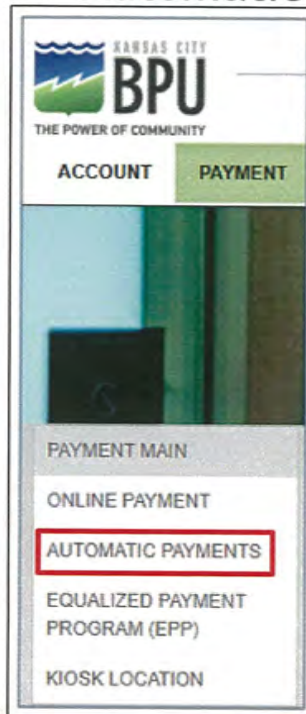 KANSAS CITY
BPU
THE POWER OF COMMUNITY
ACCOUNT PAYMENT
PAYMENT MAIN
ONLINE PAYMENT
AUTOMATIC PAYMENTS
EQUALIZED PAYMENT
PROGRAM (EPP)
KIOSK LOCATION